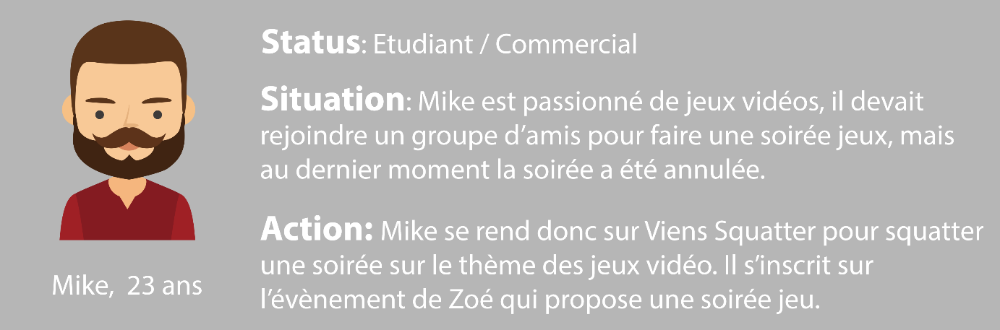 Status: Etudiant / Commercial
Situation: Mike est passionné de jeux vidéos, il devait
rejoindre un groupe d’amis pour faire une soirée jeux, mais
au dernier moment la soirée a été annulée.
Action: Mike se rend donc sur Viens Squatter pour squatter
une soirée sur le thème des jeux vidéo. Il s’inscrit sur
l’évènement de Zoé qui propose une soirée jeu.
Mike, 23 ans